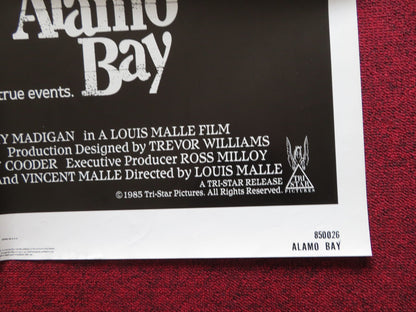 Alamo
Bay
true events.
Y MADIGAN in A LOUIS MALLE FILM
Production Designed by TREVOR WILLIAMS
Y COODER Executive Producer ROSS MILLOY
AND VINCENT MALLE Directed by LOUIS MALLE
A TRI-STAR RELEASE
TRI
STAR
PICTURES
©1985 Tri-Star Pictures. All Rights Reserved.
850026
ALAMO BAY